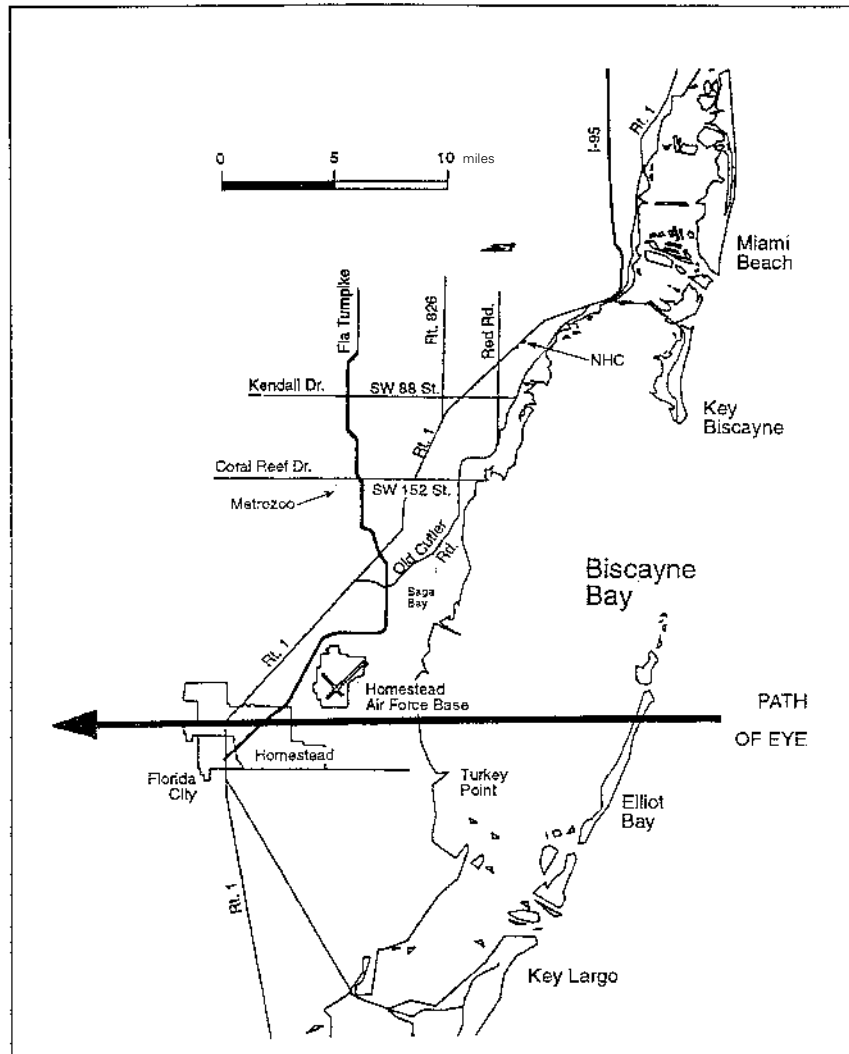 0 5 10 miles
I-95
Rt. 1
Miami
Beach
Fla Turnpike
Rt. 826
Red Rd.
NHC
Kendall Dr.
SW 88 St.
Key
Biscayne
Rt. 1
Coral Reef Dr.
SW 152 St.
Metrozoo
Old Cutler
Rd.
Biscayne
Bay
Saga
Bay
Rt. 1
Homestead
Air Force Base
PATH
OF EYE
Homestead
Florida
City
Turkey
Point
Elliot
Bay
Rt. 1
Key Largo